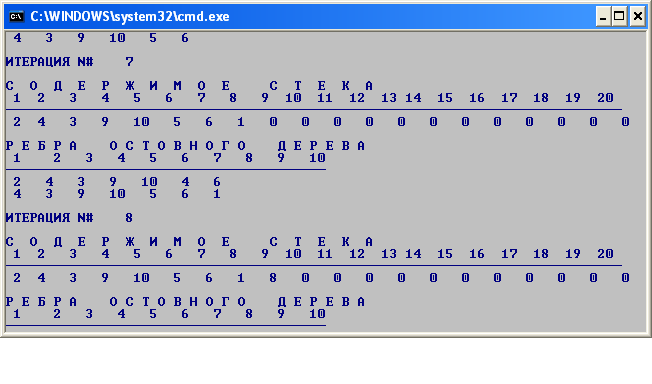 C:\WINDOWS\system32\cmd.exe
4 3 9 10 5 6
ИТЕРАЦИЯ N# 7
С О Д Е Р Ж И М О Е С Т Е К А
1 2 3 4 5 6 7 8 9 10 11 12 13 14 15 16 17 18 19 20
2 4 3 9 10 5 6 1 0 0 0 0 0 0 0 0 0 0 0 0
Р Е Б Р А О С Т О В Н О Г О Д Е Р Е В А
1 2 3 4 5 6 7 8 9 10
2 4 3 9 10 4 6
4 3 9 10 5 6 1
ИТЕРАЦИЯ N# 8
С О Д Е Р Ж И М О Е С Т Е К А
1 2 3 4 5 6 7 8 9 10 11 12 13 14 15 16 17 18 19 20
2 4 3 9 10 5 6 1 8 0 0 0 0 0 0 0 0 0 0 0
Р Е Б Р А О С Т О В Н О Г О Д Е Р Е В А
1 2 3 4 5 6 7 8 9 10